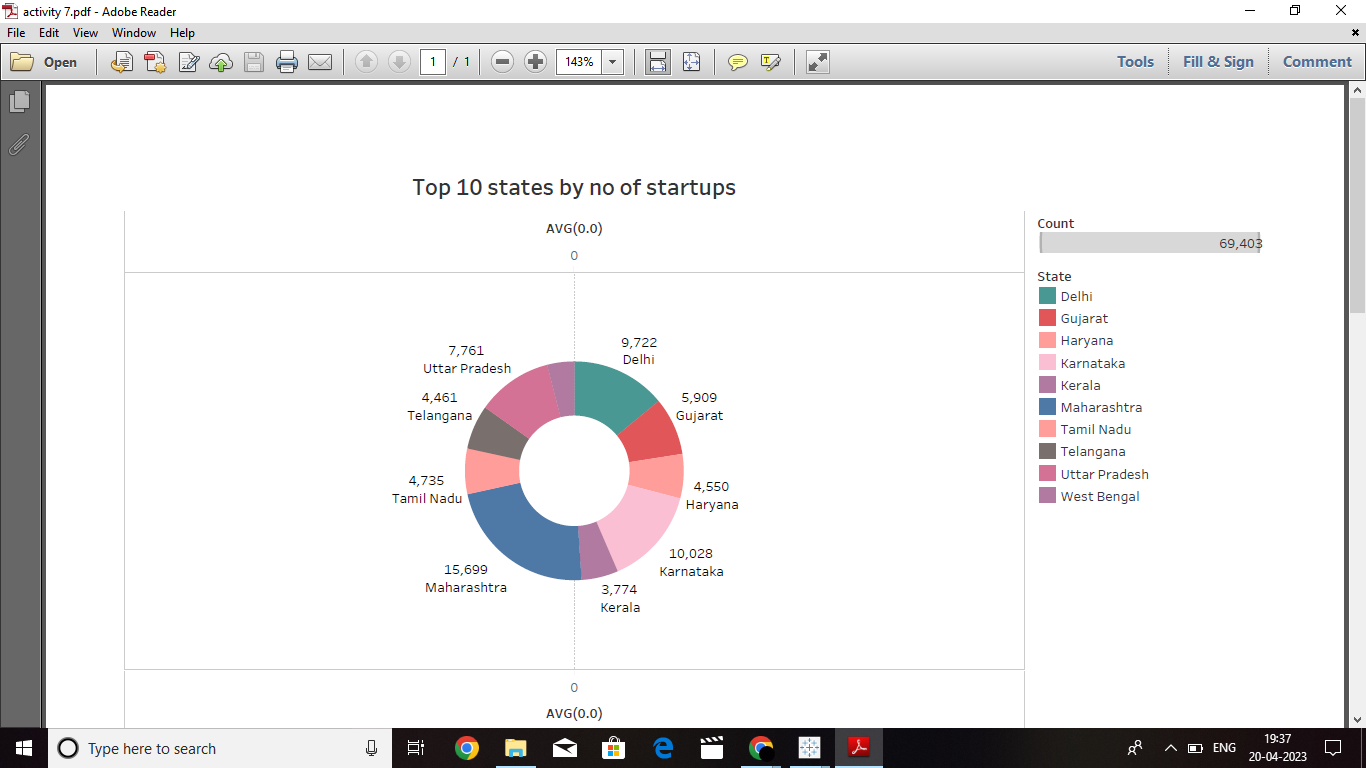 activity 7.pdf - Adobe Reader
File Edit View Window Help
Open
1 / 1
143%
Tools
Fill & Sign
Comment
Top 10 states by no of startups
AVG(0.0)
0
Count
69,403
State
Delhi
Gujarat
Haryana
Karnataka
Kerala
Maharashtra
Tamil Nadu
Telangana
Uttar Pradesh
West Bengal
9,722
Delhi
5,909
Gujarat
4,550
Haryana
10,028
Karnataka
3,774
Kerala
15,699
Maharashtra
4,735
Tamil Nadu
4,461
Telangana
7,761
Uttar Pradesh
0
AVG(0.0)
Type here to search
ENG
19:37
20-04-2023